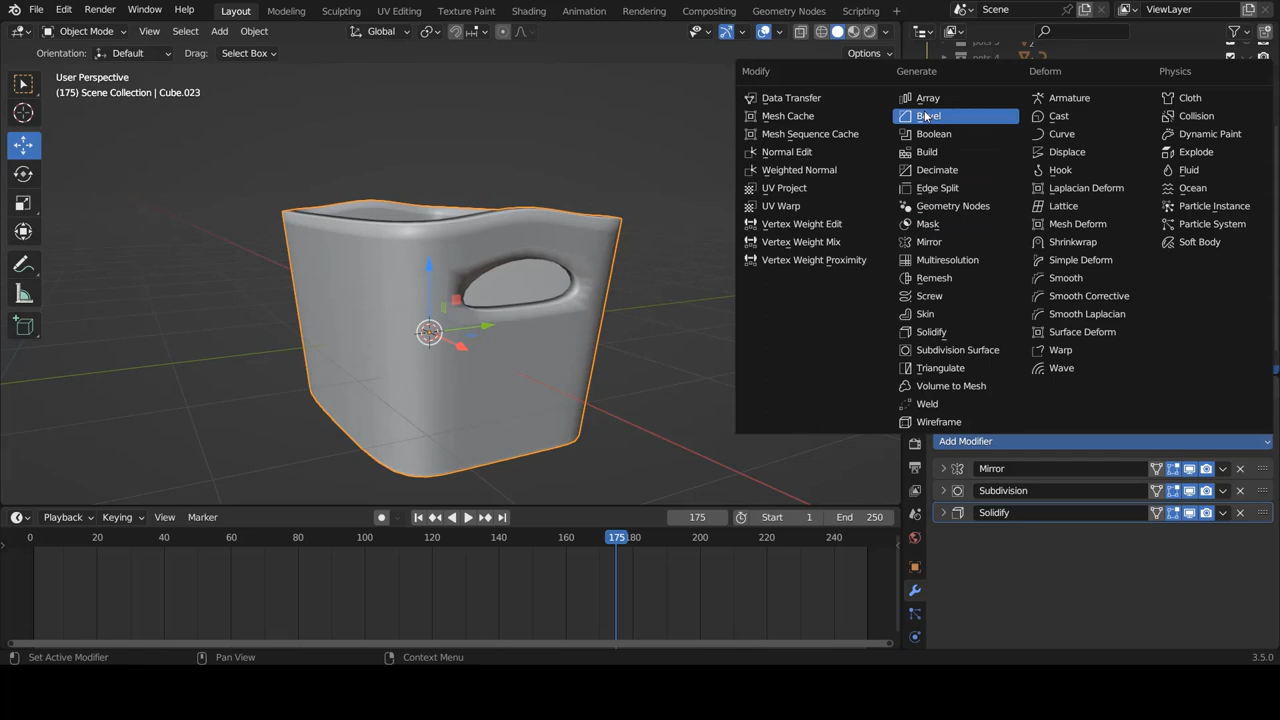 File Edit Render Window Help Layout Modeling Sculpting UV Editing Texture Paint Shading Animation Rendering Compositing Geometry Nodes Scripting + Scene ViewLayer
Object Mode View Select Add Object Global
Orientation: Default Drag: Select Box Options
User Perspective
(175) Scene Collection | Cube.023
Modify Generate Deform Physics
Data Transfer Array Armature Cloth
Mesh Cache Bevel Cast Collision
Mesh Sequence Cache Boolean Curve Dynamic Paint
Normal Edit Build Displace Explode
Weighted Normal Decimate Hook Fluid
UV Project Edge Split Laplacian Deform Ocean
UV Warp Geometry Nodes Lattice Particle Instance
Vertex Weight Edit Mask Mesh Deform Particle System
Vertex Weight Mix Mirror Shrinkwrap Soft Body
Vertex Weight Proximity Multiresolution Simple Deform
Remesh Smooth
Screw Smooth Corrective
Skin Smooth Laplacian
Solidify Surface Deform
Subdivision Surface Warp
Triangulate Wave
Volume to Mesh
Weld
Wireframe
Add Modifier
Mirror
Subdivision
Solidify
Playback Keying View Marker 175 Start 1 End 250
0 20 40 60 80 100 120 140 160 175 180 200 220 240
Set Active Modifier Pan View Context Menu 3.5.0